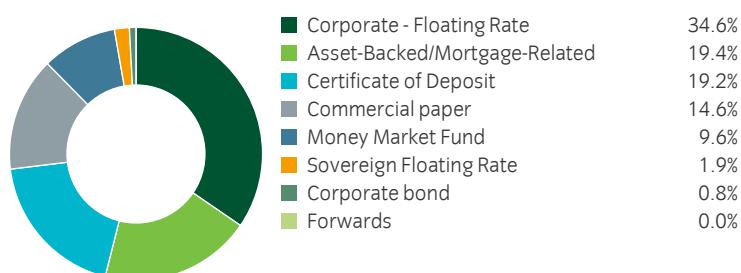 Corporate - Floating Rate 34.6%
Asset-Backed/Mortgage-Related 19.4%
Certificate of Deposit 19.2%
Commercial paper 14.6%
Money Market Fund 9.6%
Sovereign Floating Rate 1.9%
Corporate bond 0.8%
Forwards 0.0%